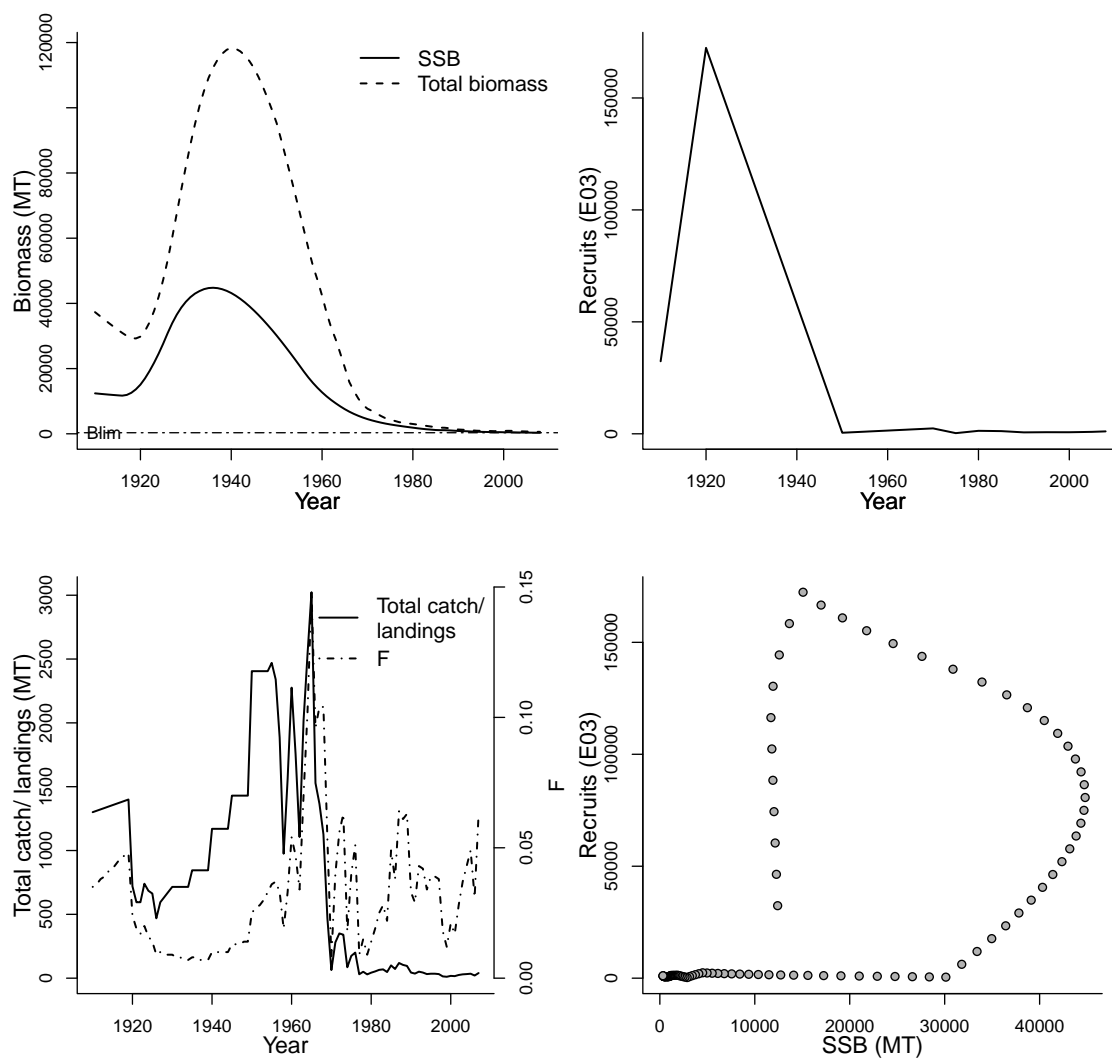 120000
80000
60000
40000
20000
0
Biomass (MT)
SSB
Total biomass
Blim
1920 1940 1960 1980 2000
Year
150000
100000
50000
0
Recruits (E03)
1920 1940 1960 1980 2000
Year
3000
2500
2000
1500
1000
500
0
Total catch/ landings (MT)
Total catch/
landings
F
0.15
0.10
0.05
0.00
F
1920 1940 1960 1980 2000
Year
150000
100000
50000
0
Recruits (E03)
0 10000 20000 30000 40000
SSB (MT)